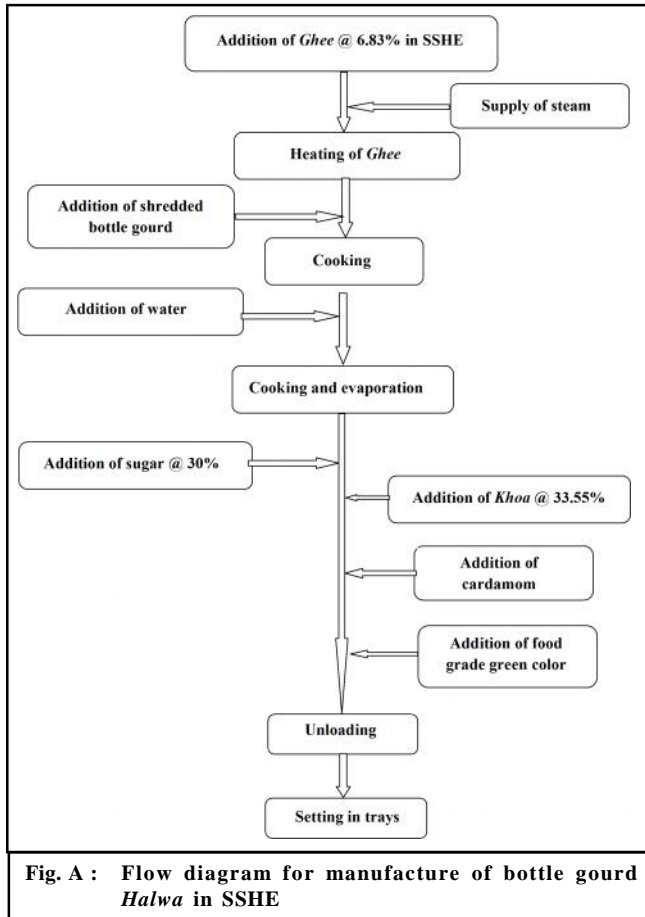 Addition of Ghee @ 6.83% in SSHE
Supply of steam
Heating of Ghee
Addition of shredded
bottle gourd
Cooking
Addition of water
Cooking and evaporation
Addition of sugar @ 30%
Addition of Khoa @ 33.55%
Addition of
cardamom
Addition of food
grade green color
Unloading
Setting in trays
Fig. A : Flow diagram for manufacture of bottle gourd
Halwa in SSHE